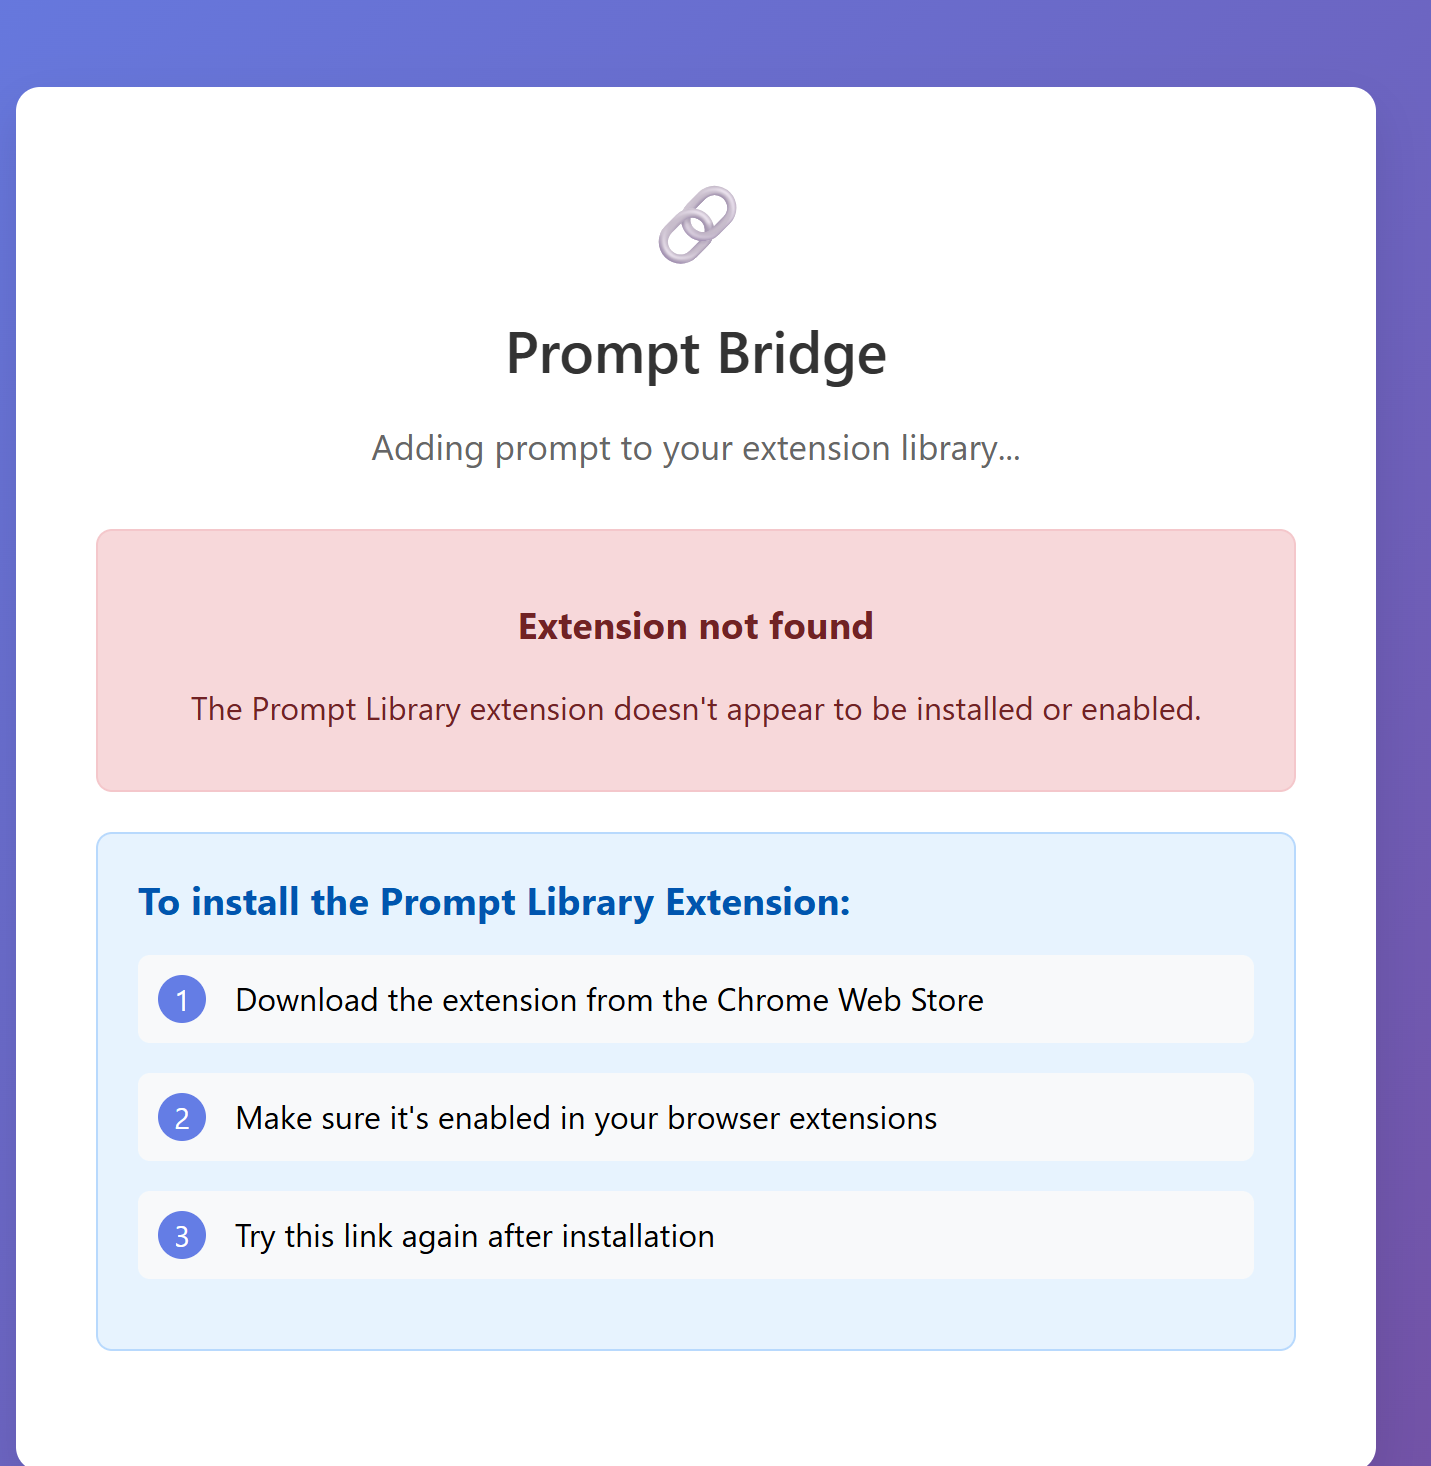 Prompt Bridge
Adding prompt to your extension library...
Extension not found
The Prompt Library extension doesn't appear to be installed or enabled.
To install the Prompt Library Extension:
1 Download the extension from the Chrome Web Store
2 Make sure it's enabled in your browser extensions
3 Try this link again after installation